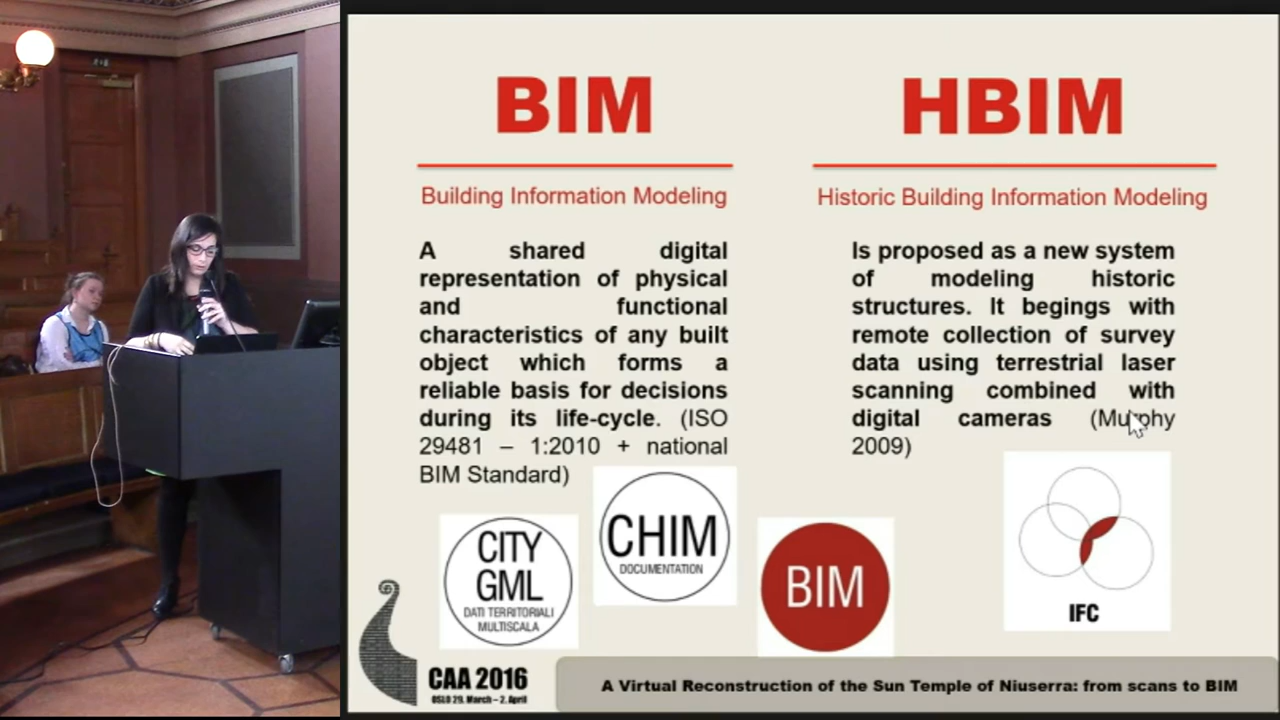 BIM
Building Information Modeling
A shared digital
representation of physical
and functional
characteristics of any built
object which forms a
reliable basis for decisions
during its life-cycle. (ISO
29481 – 1:2010 + national
BIM Standard)
HBIM
Historic Building Information Modeling
Is proposed as a new system
of modeling historic
structures. It begings with
remote collection of survey
data using terrestrial laser
scanning combined with
digital cameras (Murphy
2009)
CITY
GML
DATI TERRITORIALI
MULTISCALA
CHIM
DOCUMENTATION
BIM
IFC
CAA 2016
OSLO 29. March – 2. April
A Virtual Reconstruction of the Sun Temple of Niuserra: from scans to BIM